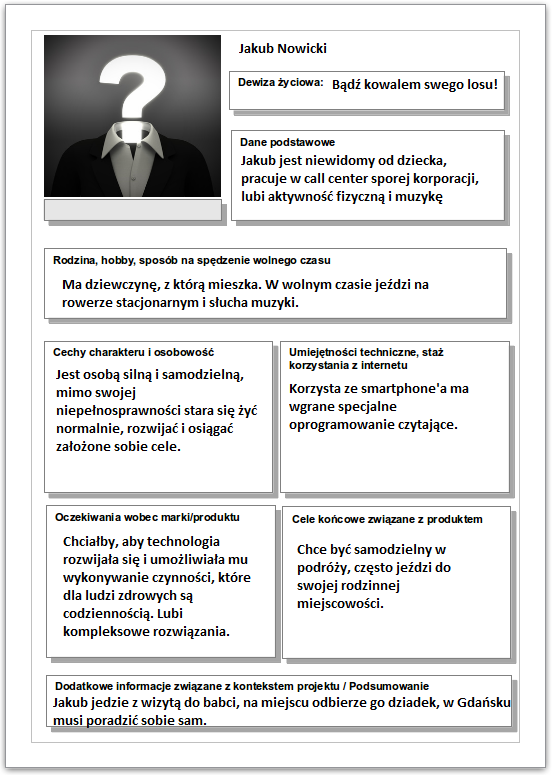 Jakub Nowicki
Dewiza życiowa: Bądź kowalem swego losu!
Dane podstawowe
Jakub jest niewidomy od dziecka,
pracuje w call center sporej korporacji,
lubi aktywność fizyczną i muzykę
Rodzina, hobby, sposób na spędzenie wolnego czasu
Ma dziewczynę, z którą mieszka. W wolnym czasie jeździ na
rowerze stacjonarnym i słucha muzyki.
Cechy charakteru i osobowość
Jest osobą silną i samodzielną,
mimo swojej
niepełnosprawności stara się żyć
normalnie, rozwijać i osiągać
założone sobie cele.
Umiejętności techniczne, staż
korzystania z internetu
Korzysta ze smartphone'a ma
wgrane specjalne
oprogramowanie czytające.
Oczekiwania wobec marki/produktu
Chciałby, aby technologia
rozwijała się i umożliwiała mu
wykonywanie czynności, które
dla ludzi zdrowych są
codziennością. Lubi
kompleksowe rozwiązania.
Cele końcowe związane z produktem
Chce być samodzielny w
podróży, często jeździ do
swojej rodzinnej
miejscowości.
Dodatkowe informacje związane z kontekstem projektu / Podsumowanie
Jakub jedzie z wizytą do babci, na miejscu odbierze go dziadek, w Gdańsku
musi poradzić sobie sam.